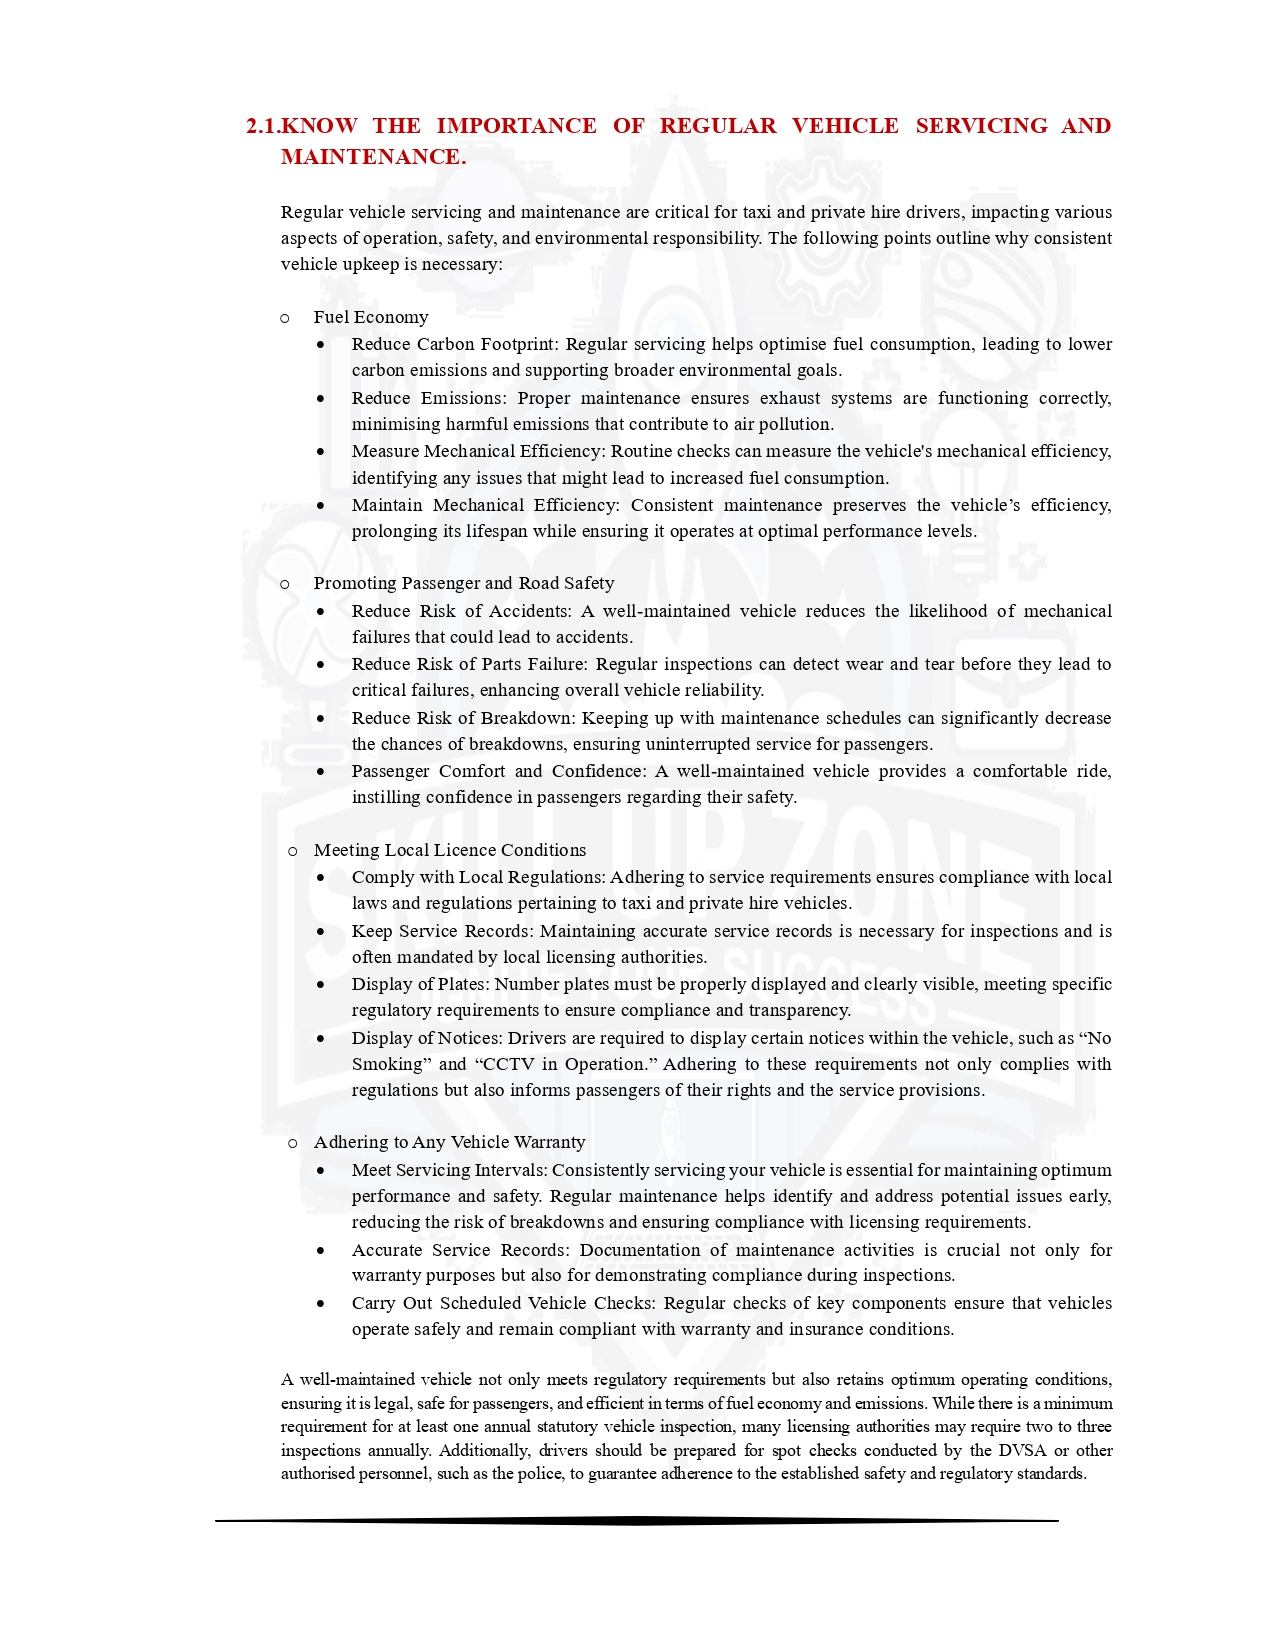 2.1.KNOW THE IMPORTANCE OF REGULAR VEHICLE SERVICING AND
MAINTENANCE.
Regular vehicle servicing and maintenance are critical for taxi and private hire drivers, impacting various
aspects of operation, safety, and environmental responsibility. The following points outline why consistent
vehicle upkeep is necessary:
o Fuel Economy
• Reduce Carbon Footprint: Regular servicing helps optimise fuel consumption, leading to lower
carbon emissions and supporting broader environmental goals.
• Reduce Emissions: Proper maintenance ensures exhaust systems are functioning correctly,
minimising harmful emissions that contribute to air pollution.
• Measure Mechanical Efficiency: Routine checks can measure the vehicle's mechanical efficiency,
identifying any issues that might lead to increased fuel consumption.
• Maintain Mechanical Efficiency: Consistent maintenance preserves the vehicle’s efficiency,
prolonging its lifespan while ensuring it operates at optimal performance levels.
o Promoting Passenger and Road Safety
• Reduce Risk of Accidents: A well-maintained vehicle reduces the likelihood of mechanical
failures that could lead to accidents.
• Reduce Risk of Parts Failure: Regular inspections can detect wear and tear before they lead to
critical failures, enhancing overall vehicle reliability.
• Reduce Risk of Breakdown: Keeping up with maintenance schedules can significantly decrease
the chances of breakdowns, ensuring uninterrupted service for passengers.
• Passenger Comfort and Confidence: A well-maintained vehicle provides a comfortable ride,
instilling confidence in passengers regarding their safety.
SKILL UP ZONE
o Meeting Local Licence Conditions
• Comply with Local Regulations: Adhering to service requirements ensures compliance with local
laws and regulations pertaining to taxi and private hire vehicles.
• Keep Service Records: Maintaining accurate service records is necessary for inspections and is
often mandated by local licensing authorities.
IGNITE YOUR SUCCESS
• Display of Plates: Number plates must be properly displayed and clearly visible, meeting specific
regulatory requirements to ensure compliance and transparency.
• Display of Notices: Drivers are required to display certain notices within the vehicle, such as “No
Smoking” and “CCTV in Operation.” Adhering to these requirements not only complies with
regulations but also informs passengers of their rights and the service provisions.
o Adhering to Any Vehicle Warranty
• Meet Servicing Intervals: Consistently servicing your vehicle is essential for maintaining optimum
performance and safety. Regular maintenance helps identify and address potential issues early,
reducing the risk of breakdowns and ensuring compliance with licensing requirements.
• Accurate Service Records: Documentation of maintenance activities is crucial not only for
warranty purposes but also for demonstrating compliance during inspections.
• Carry Out Scheduled Vehicle Checks: Regular checks of key components ensure that vehicles
operate safely and remain compliant with warranty and insurance conditions.
A well-maintained vehicle not only meets regulatory requirements but also retains optimum operating conditions,
ensuring it is legal, safe for passengers, and efficient in terms of fuel economy and emissions. While there is a minimum
requirement for at least one annual statutory vehicle inspection, many licensing authorities may require two to three
inspections annually. Additionally, drivers should be prepared for spot checks conducted by the DVSA or other
authorised personnel, such as the police, to guarantee adherence to the established safety and regulatory standards.